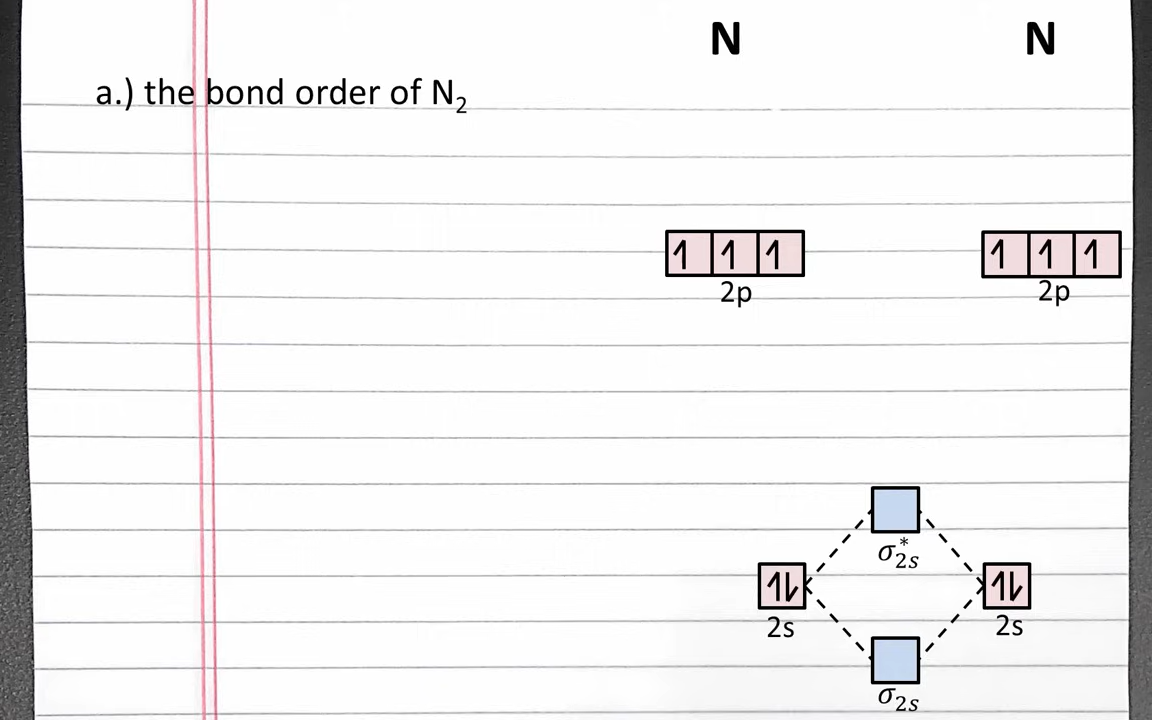 N N
a.) the bond order of N₂
1 1 1 1 1 1
2p 2p
σ*₂ₛ
1⇂ 1⇂
2s 2s
σ₂ₛ